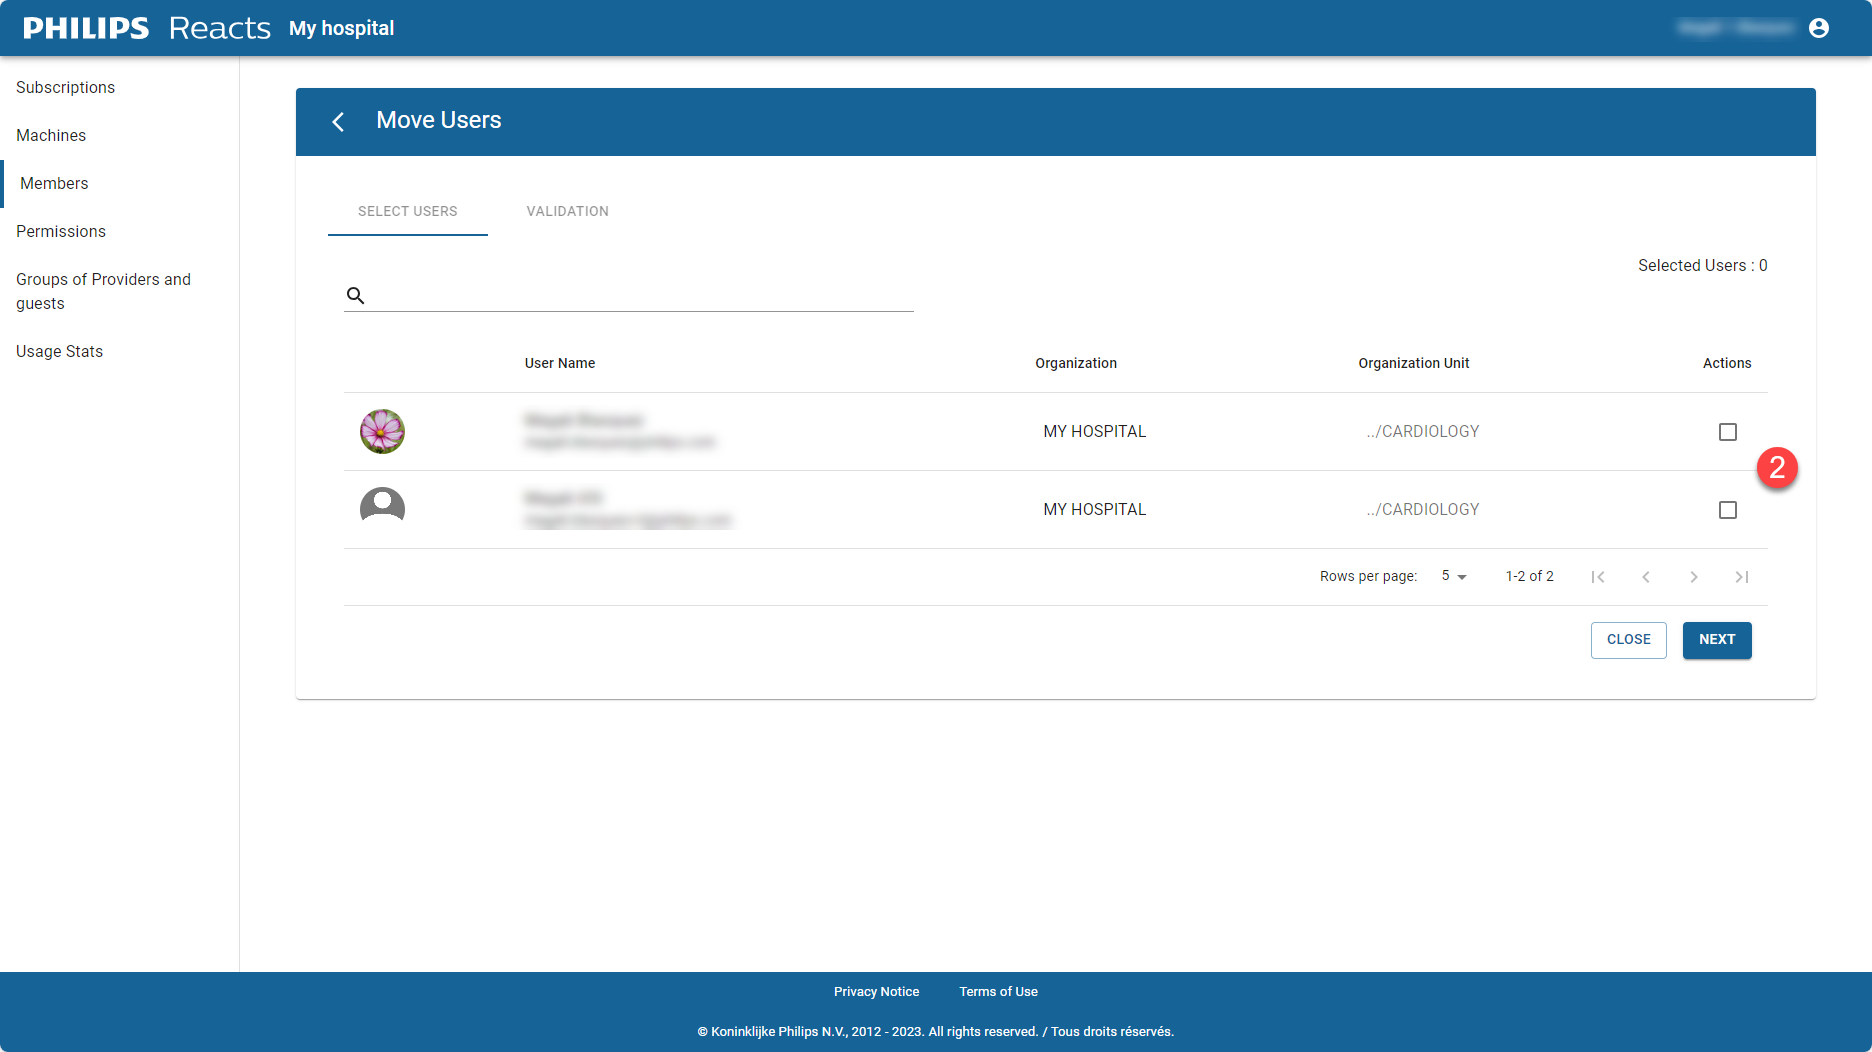 PHILIPS Reacts My hospital
Subscriptions
Machines
Members
Permissions
Groups of Providers and
guests
Usage Stats
Move Users
SELECT USERS VALIDATION
Selected Users : 0
User Name Organization Organization Unit Actions
MY HOSPITAL ../CARDIOLOGY
2
MY HOSPITAL ../CARDIOLOGY
Rows per page: 5 1-2 of 2
CLOSE NEXT
Privacy Notice Terms of Use
© Koninklijke Philips N.V., 2012 - 2023. All rights reserved. / Tous droits réservés.